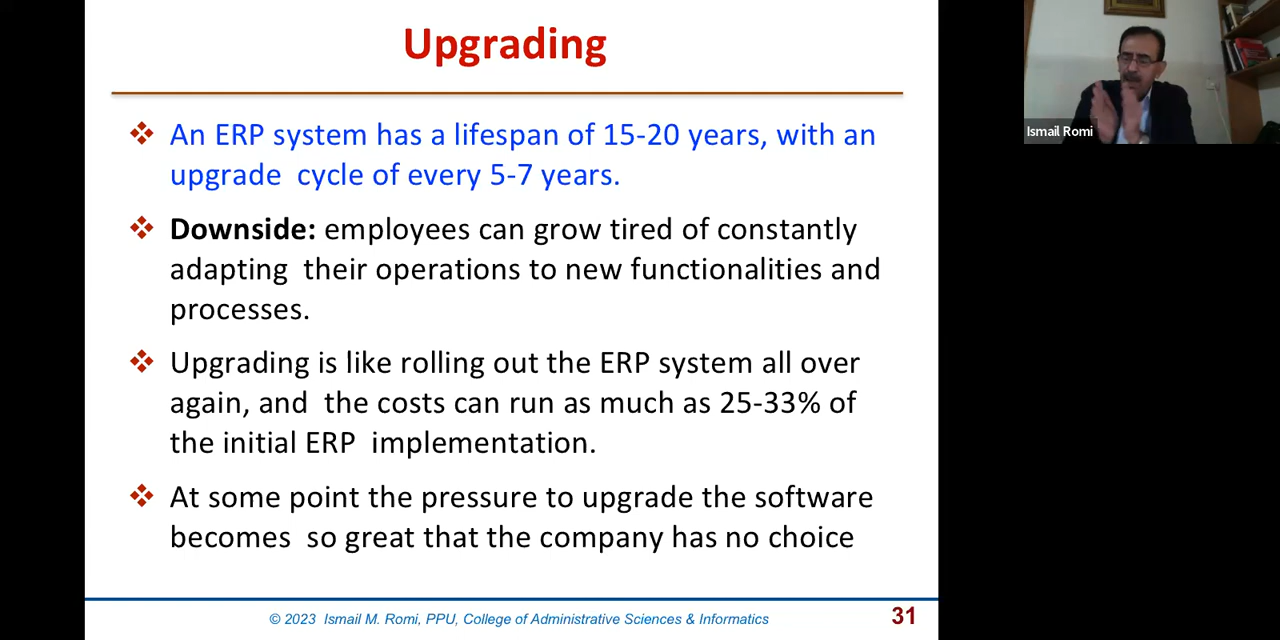 Upgrading
❖ An ERP system has a lifespan of 15-20 years, with an
upgrade cycle of every 5-7 years.
❖ Downside: employees can grow tired of constantly
adapting their operations to new functionalities and
processes.
❖ Upgrading is like rolling out the ERP system all over
again, and the costs can run as much as 25-33% of
the initial ERP implementation.
❖ At some point the pressure to upgrade the software
becomes so great that the company has no choice
© 2023 Ismail M. Romi, PPU, College of Administrative Sciences & Informatics
31
Ismail Romi